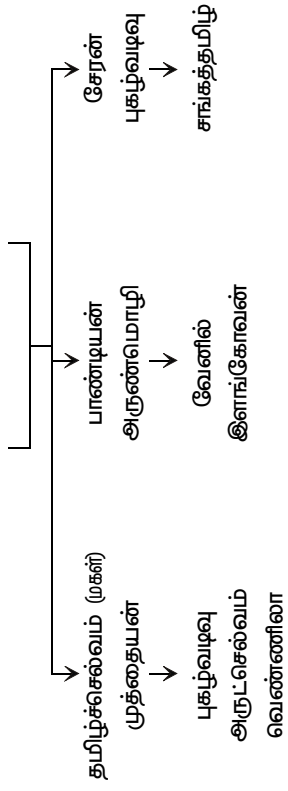 தமிழ்ச்செல்வம் (மகள்)
முத்தையன்
புகழ்வடிவு
அருட்செல்வம்
வெண்ணிலா
பாண்டியன்
அருண்மொழி
வேனில்
இளங்கோவன்
சேரன்
புகழ்வடிவு
சங்கத்தமிழ்